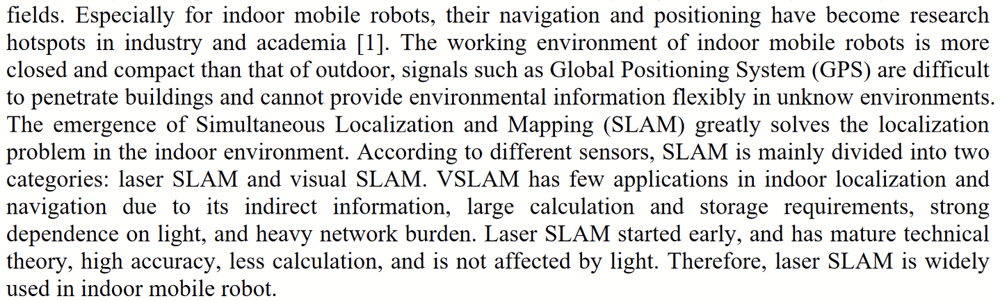 fields. Especially for indoor mobile robots, their navigation and positioning have become research
hotspots in industry and academia [1]. The working environment of indoor mobile robots is more
closed and compact than that of outdoor, signals such as Global Positioning System (GPS) are difficult
to penetrate buildings and cannot provide environmental information flexibly in unknow environments.
The emergence of Simultaneous Localization and Mapping (SLAM) greatly solves the localization
problem in the indoor environment. According to different sensors, SLAM is mainly divided into two
categories: laser SLAM and visual SLAM. VSLAM has few applications in indoor localization and
navigation due to its indirect information, large calculation and storage requirements, strong
dependence on light, and heavy network burden. Laser SLAM started early, and has mature technical
theory, high accuracy, less calculation, and is not affected by light. Therefore, laser SLAM is widely
used in indoor mobile robot.